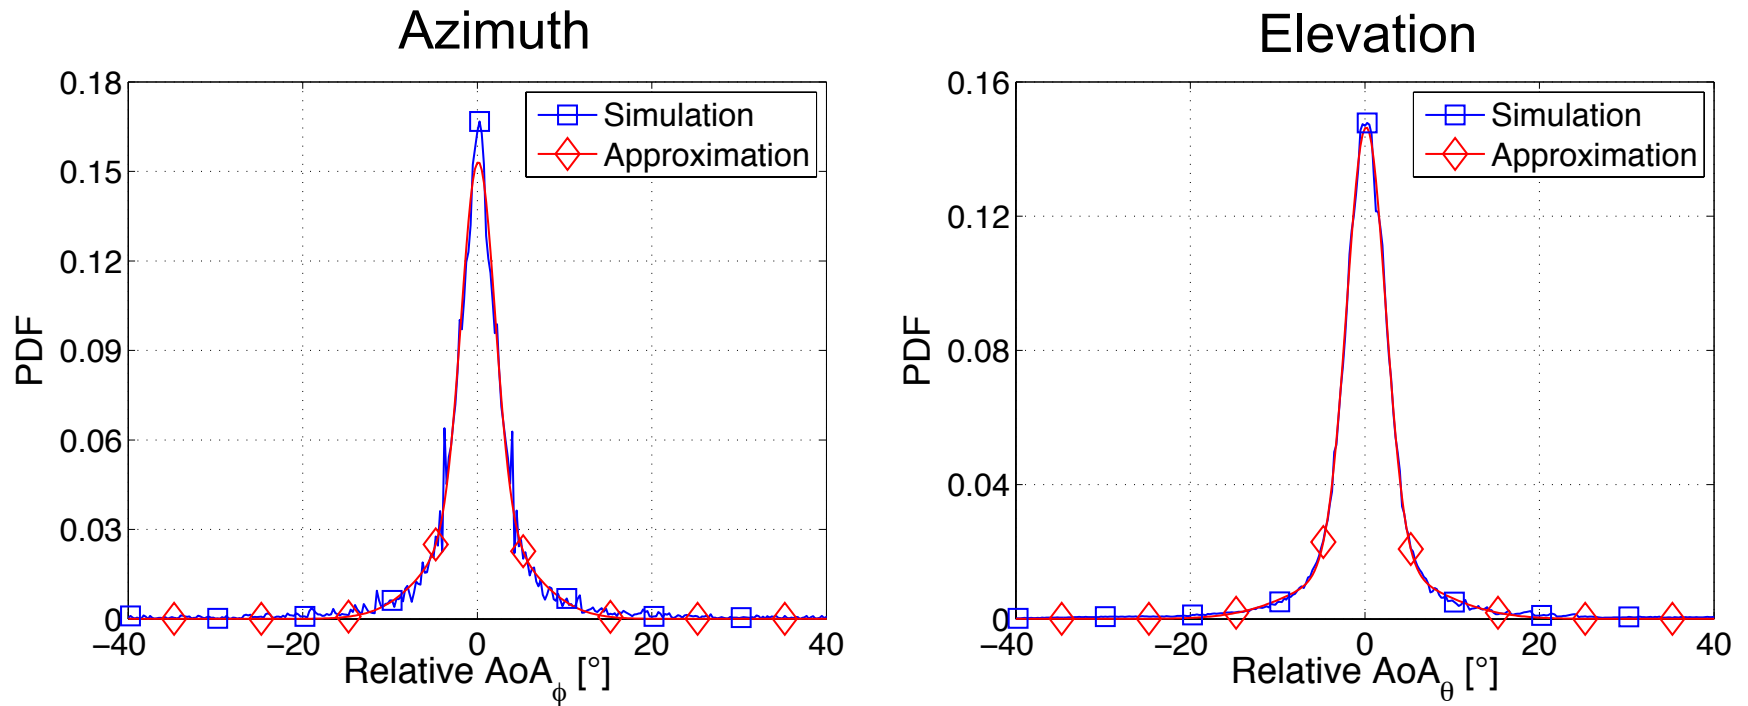 Azimuth
0.18
0.15
0.12
0.09
0.06
0.03
0
PDF
−40
−20
0
20
40
Relative AoAϕ [°]
Simulation
Approximation
Elevation
0.16
0.12
0.08
0.04
0
PDF
−40
−20
0
20
40
Relative AoAθ [°]
Simulation
Approximation